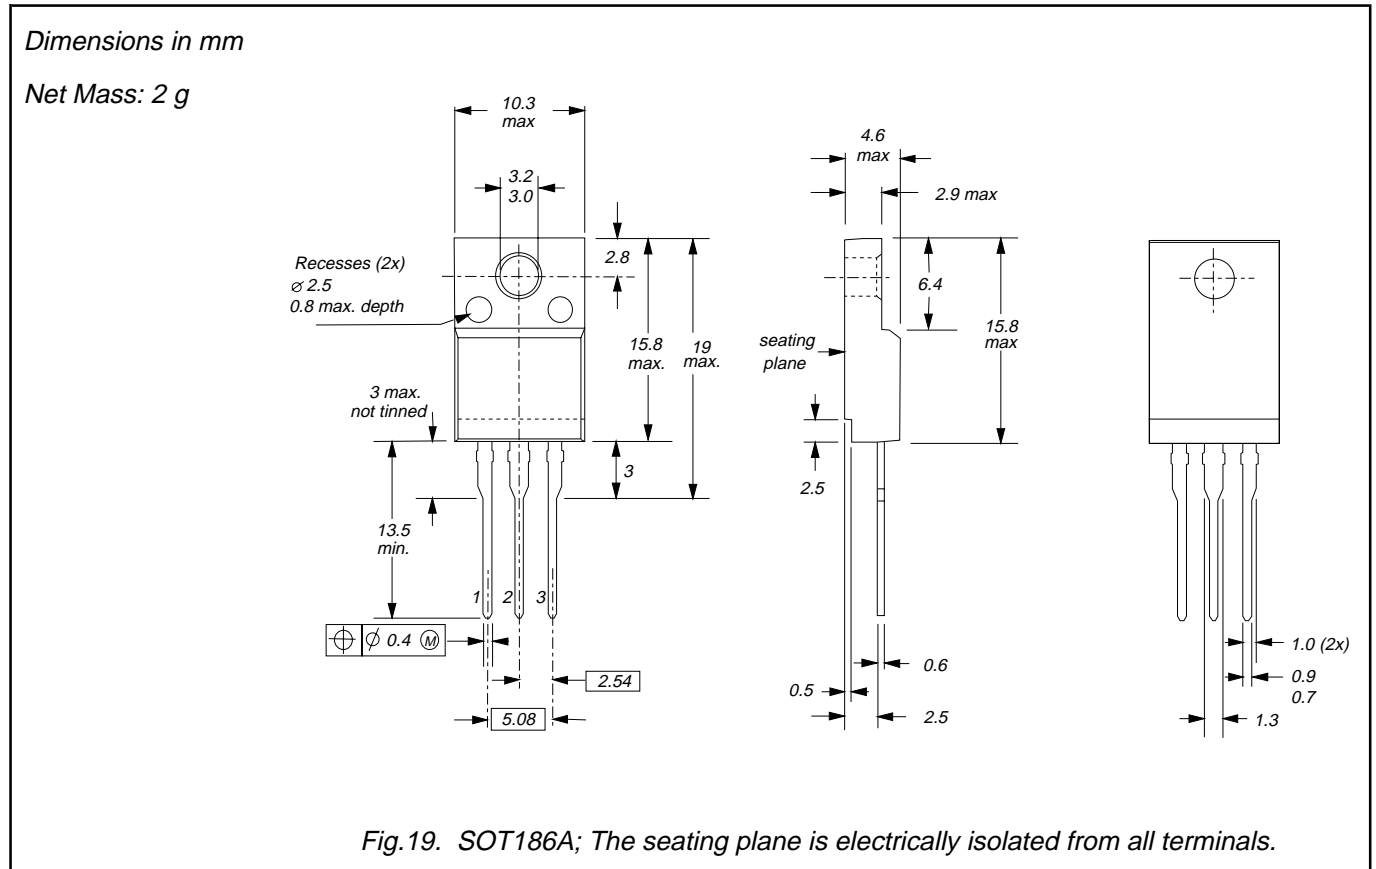 Dimensions in mm
Net Mass: 2 g
10.3
max
3.2
3.0
2.8
Recesses (2x)
⌀ 2.5
0.8 max. depth
15.8
max.
19
max.
3 max.
not tinned
3
13.5
min.
1 2 3
⌀ 0.4 Ⓜ
2.54
5.08
4.6
max
2.9 max
6.4
15.8
max
seating
plane
2.5
0.6
0.5
2.5
1.0 (2x)
0.9
0.7
1.3
Fig.19. SOT186A; The seating plane is electrically isolated from all terminals.